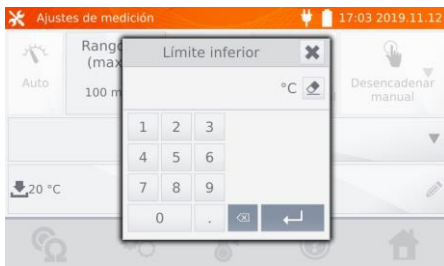 Ajustes de medición 17:03 2019.11.12
Auto
Rango
(max
100 m
Desencadenar
manual
Límite inferior
°C
1 2 3
4 5 6
7 8 9
0 .
20 °C